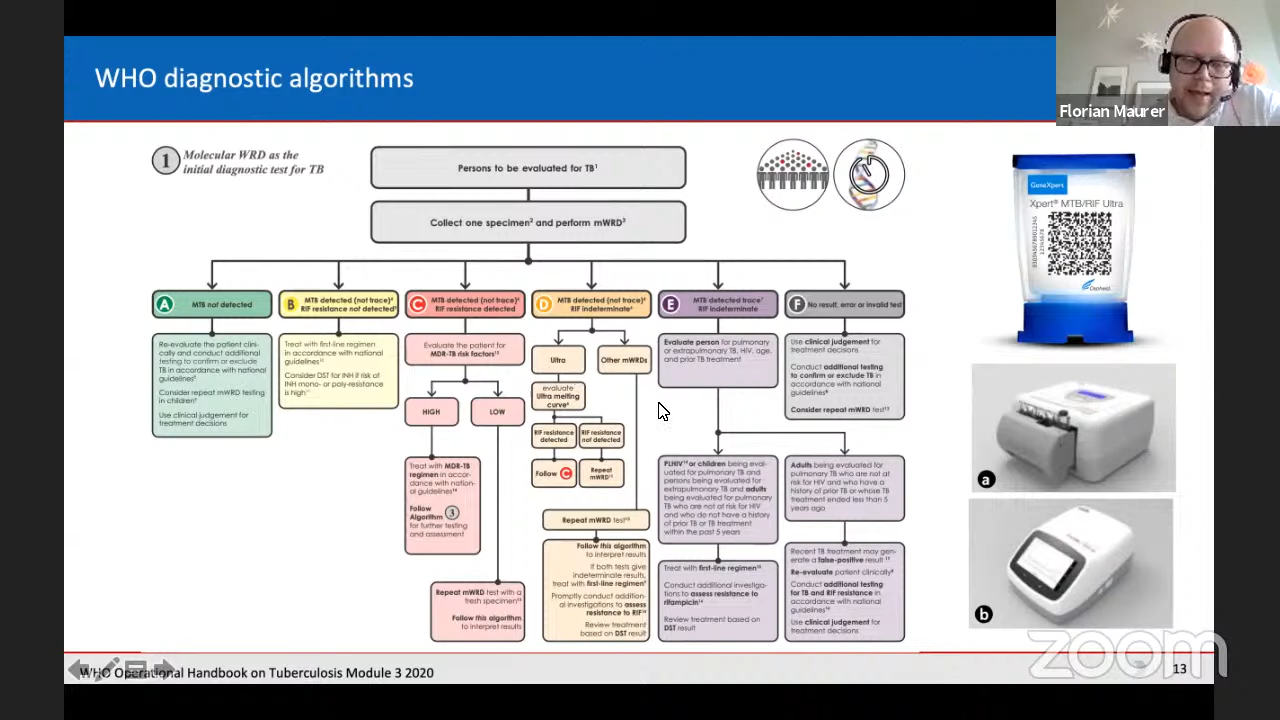 WHO diagnostic algorithms
Florian Maurer
1
Molecular WRD as the
initial diagnostic test for TB
Persons to be evaluated for TB¹
Collect one specimen² and perform mWRD³
A MTB not detected
Re-evaluate the patient clini-
cally and conduct additional
testing to confirm or exclude
TB in accordance with national
guidelines
Consider repeat mWRD testing
in children
Use clinical judgement for
treatment decisions
B MTB detected (not trace)
RIF resistance not detected
Treat with first-line regimen
in accordance with national
guidelines
Consider DST for INH if risk of
INH mono- or poly-resistance
is high
C MTB detected (not trace)
RIF resistance detected
Evaluate the patient for
MDR-TB risk factors
HIGH
LOW
Treat with MDR-TB
regimen in accor-
dance with nation-
al guidelines
Follow
Algorithm 3
for further testing
and assessment
Repeat mWRD test with a
fresh specimen
Follow this algorithm
to interpret results
D MTB detected (not trace)
RIF indeterminate
Ultra
Other mWRDs
evaluate
Ultra melting
curve
RIF resistance
detected
RIF resistance
not detected
Follow C
Repeat
mWRD
Repeat mWRD test
Follow this algorithm
to interpret results
If both tests give
indeterminate results,
treat with first-line regimen
Promptly conduct addition-
al investigations to assess
resistance to RIF
Review treatment
based on DST result
E MTB detected trace
RIF indeterminate
Evaluate person for pulmonary
or extrapulmonary TB, HIV, age,
and prior TB treatment
PLHIV or children being eval-
uated for pulmonary TB and
persons being evaluated for
extrapulmonary TB and adults
being evaluated for pulmonary
TB who are not at risk for HIV
and who do not have a history
of prior TB or TB treatment
within the past 5 years
Treat with first-line regimen
Conduct additional investiga-
tions to assess resistance to
rifampicin
Review treatment based on
DST result
F No result, error or invalid test
Use clinical judgement for
treatment decisions
Conduct additional testing
to confirm or exclude TB in
accordance with national
guidelines
Consider repeat mWRD test
Adults being evaluated for
pulmonary TB who are not at
risk for HIV and who have a
history of prior TB or whose TB
treatment ended less than 5
years ago
Recent TB treatment may gen-
erate a false-positive result
Re-evaluate patient clinically
Conduct additional testing
for TB and RIF resistance in
accordance with national
guidelines
Use clinical judgement for
treatment decisions
GeneXpert
Xpert® MTB/RIF Ultra
Cepheid
a
b
zoom
WHO Operational Handbook on Tuberculosis Module 3 2020
13